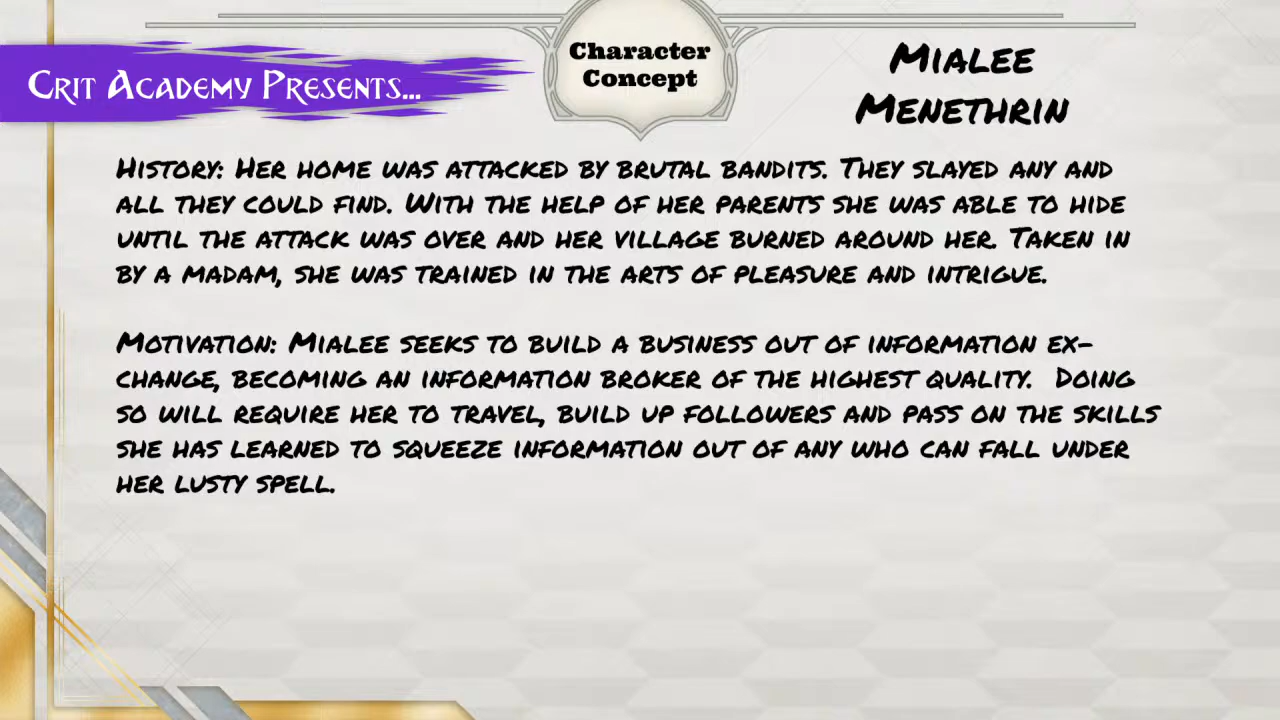 Crit Academy Presents...
Character
Concept
Mialee
Menethrin
History: Her home was attacked by brutal bandits. They slayed any and
all they could find. With the help of her parents she was able to hide
until the attack was over and her village burned around her. Taken in
by a madam, she was trained in the arts of pleasure and intrigue.
Motivation: Mialee seeks to build a business out of information ex-
change, becoming an information broker of the highest quality. Doing
so will require her to travel, build up followers and pass on the skills
she has learned to squeeze information out of any who can fall under
her lusty spell.